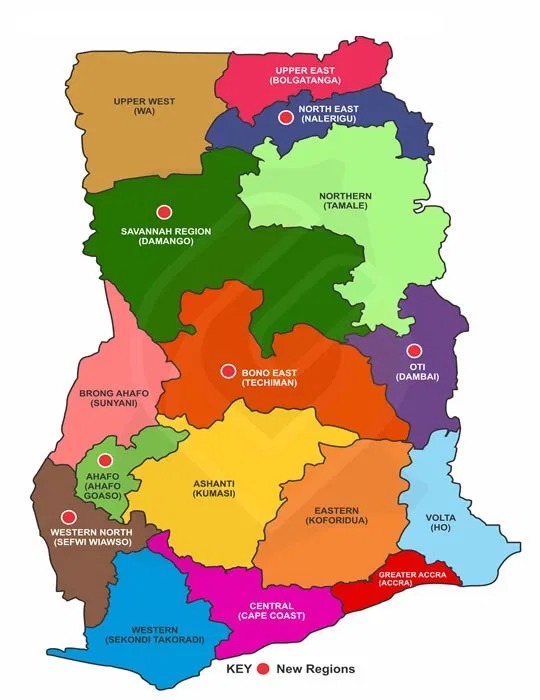 UPPER EAST
(BOLGATANGA)
UPPER WEST
(WA)
NORTH EAST
(NALERIGU)
NORTHERN
(TAMALE)
SAVANNAH REGION
(DAMANGO)
OTI
(DAMBAI)
BONO EAST
(TECHIMAN)
BRONG AHAFO
(SUNYANI)
AHAFO
(AHAFO
GOASO)
ASHANTI
(KUMASI)
EASTERN
(KOFORIDUA)
VOLTA
(HO)
WESTERN NORTH
(SEFWI WIAWSO)
GREATER ACCRA
(ACCRA)
CENTRAL
(CAPE COAST)
WESTERN
(SEKONDI TAKORADI)
KEY New Regions